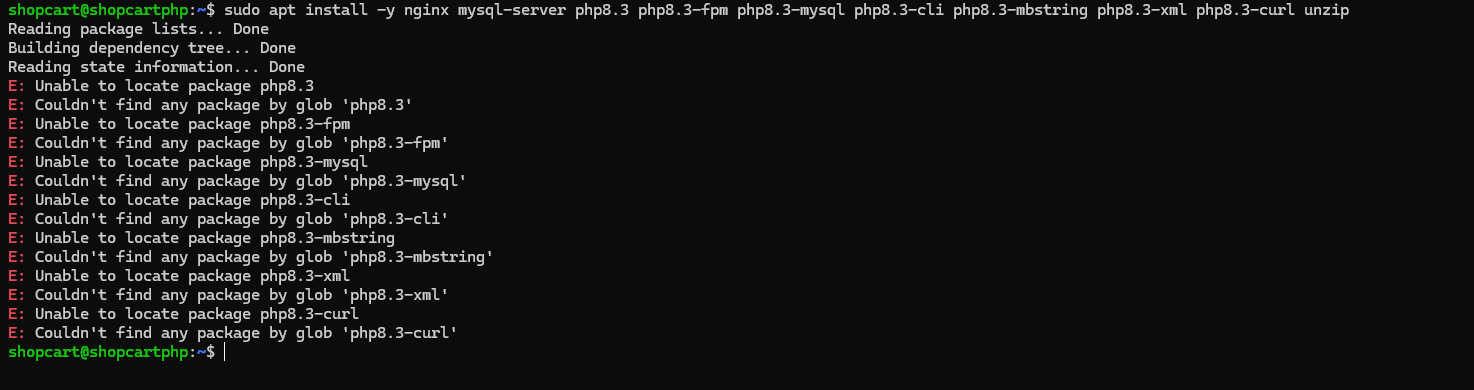 shopcart@shopcartphp:~$ sudo apt install -y nginx mysql-server php8.3 php8.3-fpm php8.3-mysql php8.3-cli php8.3-mbstring php8.3-xml php8.3-curl unzip
Reading package lists... Done
Building dependency tree... Done
Reading state information... Done
E: Unable to locate package php8.3
E: Couldn't find any package by glob 'php8.3'
E: Unable to locate package php8.3-fpm
E: Couldn't find any package by glob 'php8.3-fpm'
E: Unable to locate package php8.3-mysql
E: Couldn't find any package by glob 'php8.3-mysql'
E: Unable to locate package php8.3-cli
E: Couldn't find any package by glob 'php8.3-cli'
E: Unable to locate package php8.3-mbstring
E: Couldn't find any package by glob 'php8.3-mbstring'
E: Unable to locate package php8.3-xml
E: Couldn't find any package by glob 'php8.3-xml'
E: Unable to locate package php8.3-curl
E: Couldn't find any package by glob 'php8.3-curl'
shopcart@shopcartphp:~$